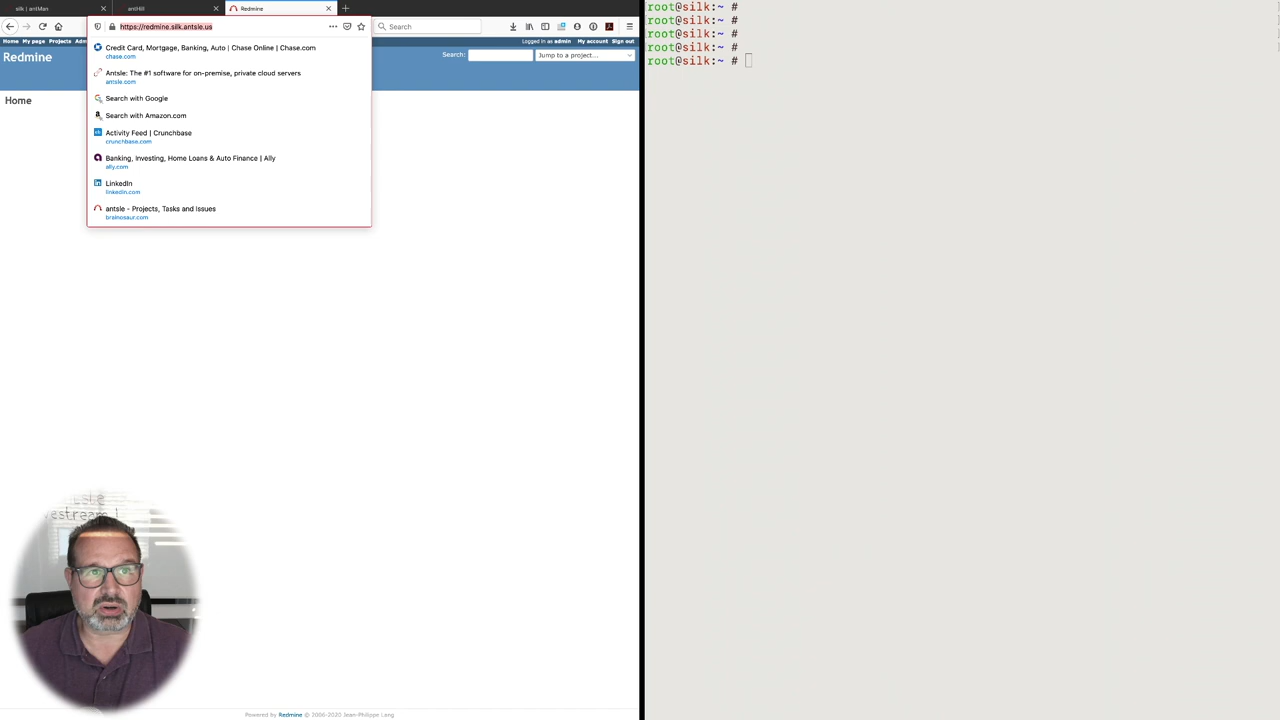 silk | antMan
antHill
Redmine
https://redmine.silk.antsle.us
Search
Home My page Projects Adm
Logged in as admin My account Sign out
Redmine
Search:
Jump to a project...
Home
Credit Card, Mortgage, Banking, Auto | Chase Online | Chase.com
chase.com
Antsle: The #1 software for on-premise, private cloud servers
antsle.com
Search with Google
Search with Amazon.com
Activity Feed | Crunchbase
crunchbase.com
Banking, Investing, Home Loans & Auto Finance | Ally
ally.com
LinkedIn
linkedin.com
antsle - Projects, Tasks and Issues
brainosaur.com
Powered by Redmine © 2006-2020 Jean-Philippe Lang
root@silk:~ #
root@silk:~ #
root@silk:~ #
root@silk:~ #
root@silk:~ #